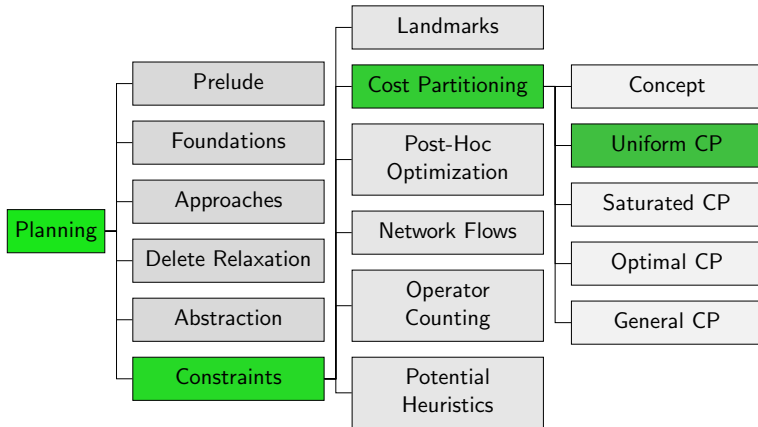 Planning
Prelude
Foundations
Approaches
Delete Relaxation
Abstraction
Constraints
Landmarks
Cost Partitioning
Post-Hoc
Optimization
Network Flows
Operator
Counting
Potential
Heuristics
Concept
Uniform CP
Saturated CP
Optimal CP
General CP